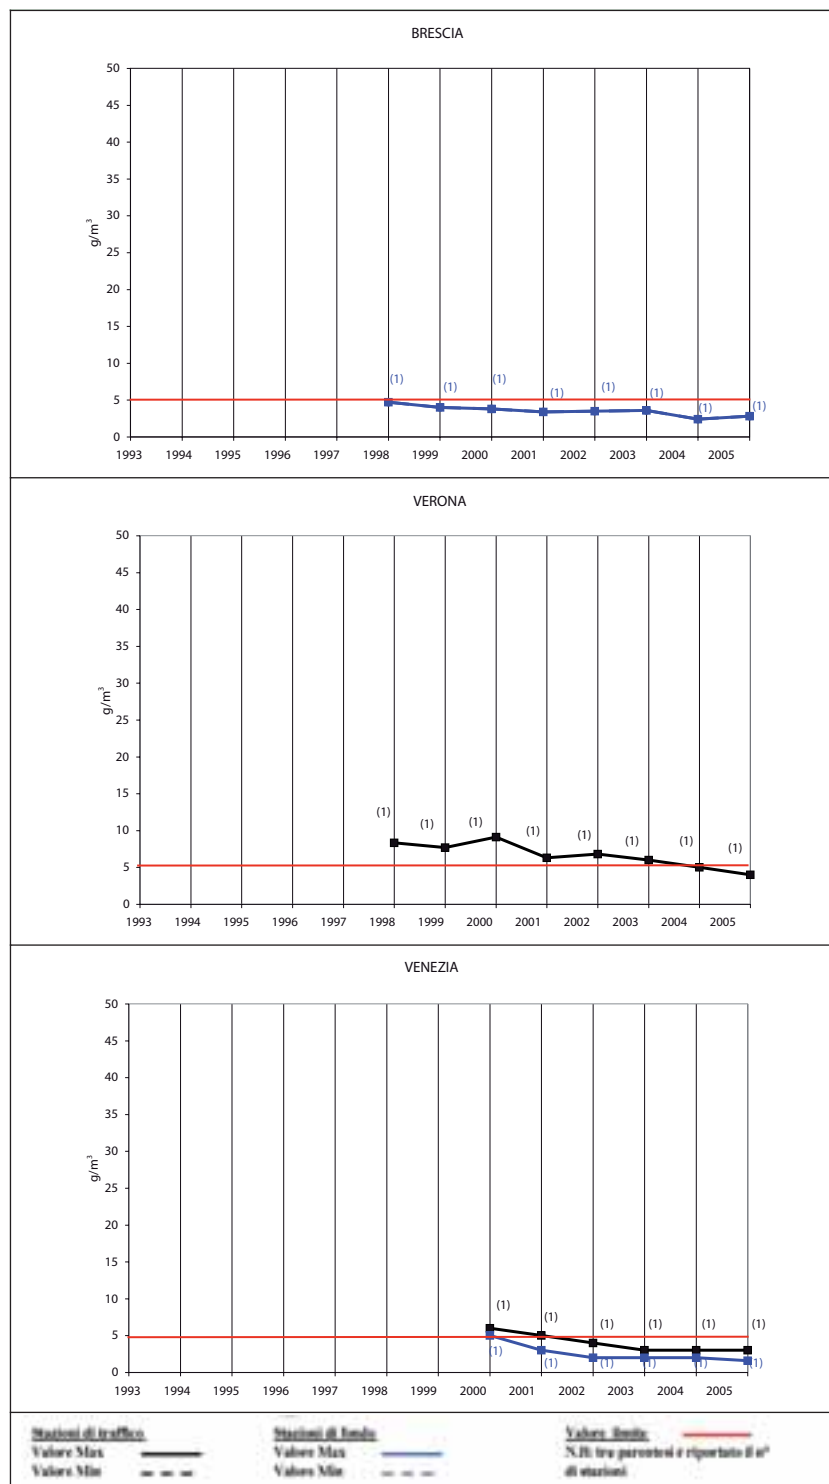 BRESCIA
50
45
40
35
30
25
20
15
10
5
0
g/m³
(1) (1) (1) (1) (1) (1) (1) (1)
1993 1994 1995 1996 1997 1998 1999 2000 2001 2002 2003 2004 2005
VERONA
50
45
40
35
30
25
20
15
10
5
0
g/m³
(1) (1) (1) (1) (1) (1) (1) (1)
1993 1994 1995 1996 1997 1998 1999 2000 2001 2002 2003 2004 2005
VENEZIA
50
45
40
35
30
25
20
15
10
5
0
g/m³
(1) (1) (1) (1) (1) (1)
(1) (1) (1) (1) (1) (1)
1993 1994 1995 1996 1997 1998 1999 2000 2001 2002 2003 2004 2005
Stazioni di traffico Stazioni di fondo Valore limite
Valore Max Valore Max N.B: tra parentesi è riportato il n°
Valore Min Valore Min di stazioni